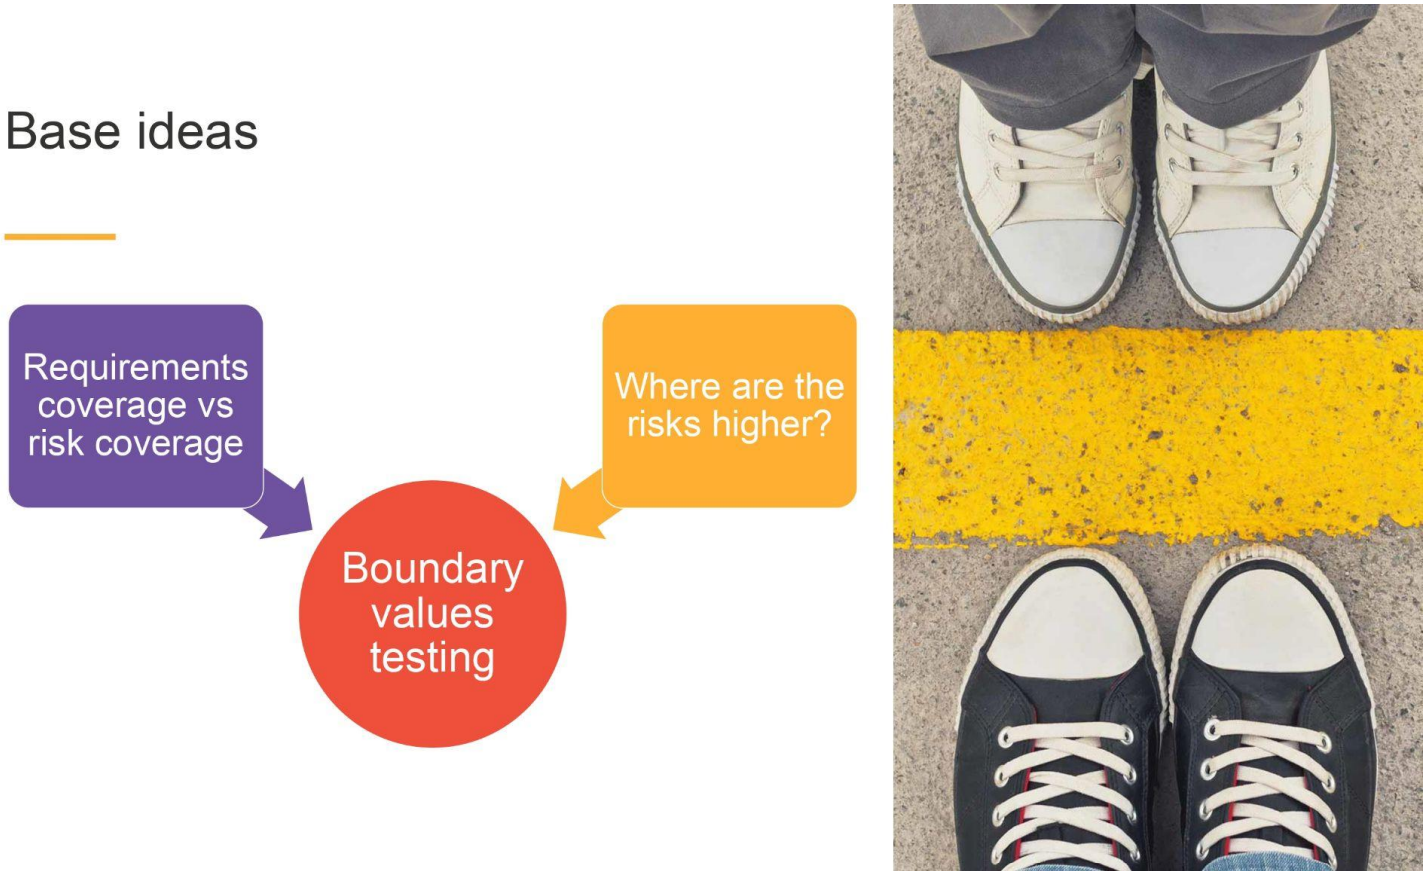 Base ideas
Requirements
coverage vs
risk coverage
Where are the
risks higher?
Boundary
values
testing